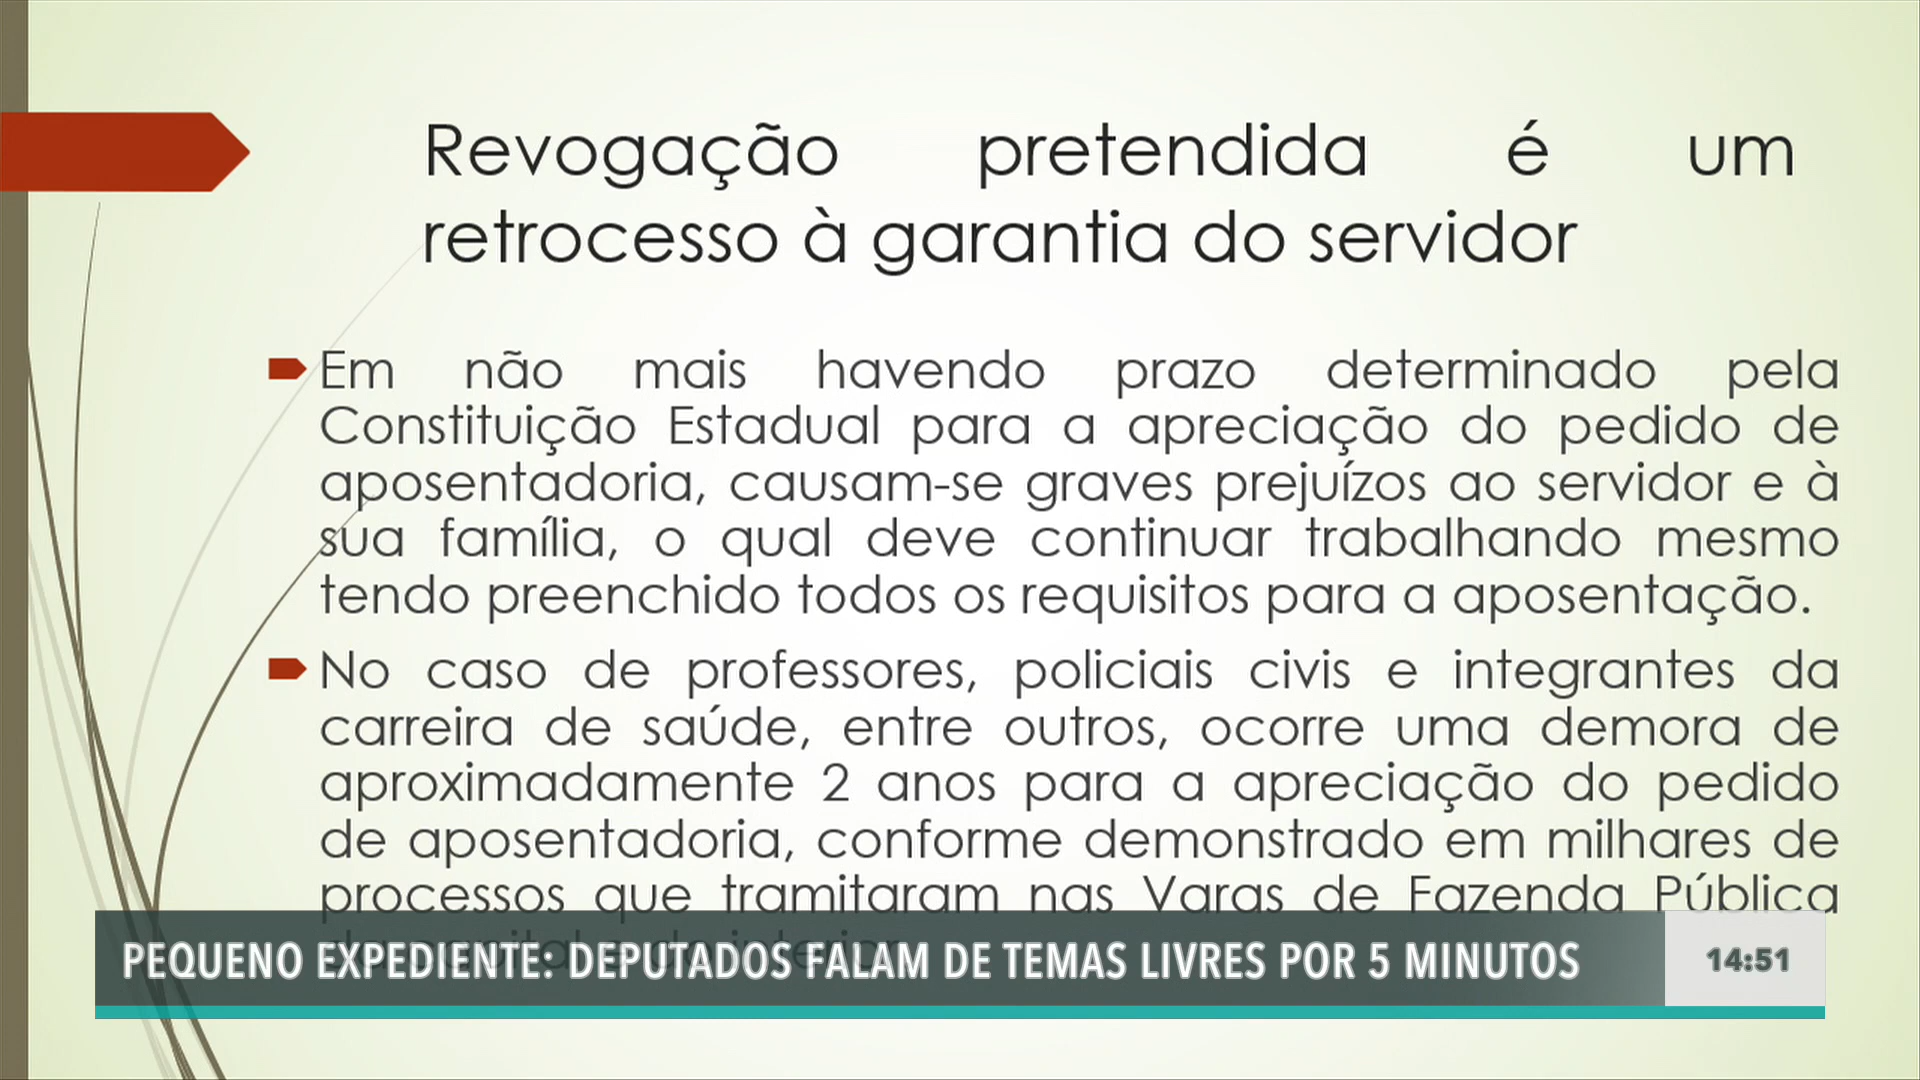 Revogação pretendida é um
retrocesso à garantia do servidor
Em não mais havendo prazo determinado pela
Constituição Estadual para a apreciação do pedido de
aposentadoria, causam-se graves prejuízos ao servidor e à
sua família, o qual deve continuar trabalhando mesmo
tendo preenchido todos os requisitos para a aposentação.
No caso de professores, policiais civis e integrantes da
carreira de saúde, entre outros, ocorre uma demora de
aproximadamente 2 anos para a apreciação do pedido
de aposentadoria, conforme demonstrado em milhares de
processos que tramitaram nas Varas de Fazenda Pública
PEQUENO EXPEDIENTE: DEPUTADOS FALAM DE TEMAS LIVRES POR 5 MINUTOS
14:51